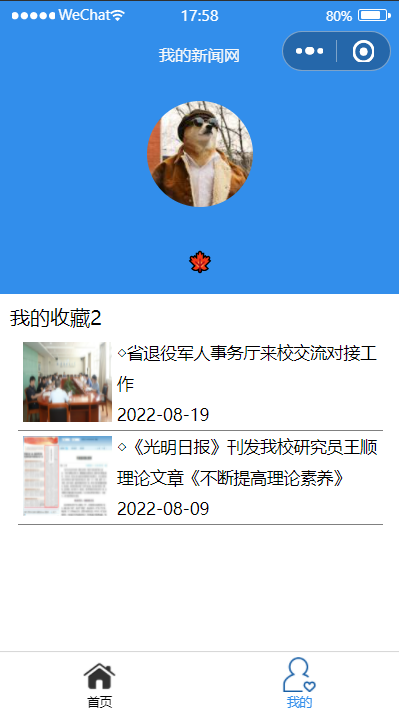 WeChat 17:58 80%
我的新闻网
我的收藏2
◇省退役军人事务厅来校交流对接工
作
2022-08-19
◇《光明日报》刊发我校研究员王顺
理论文章《不断提高理论素养》
2022-08-09
首页 我的